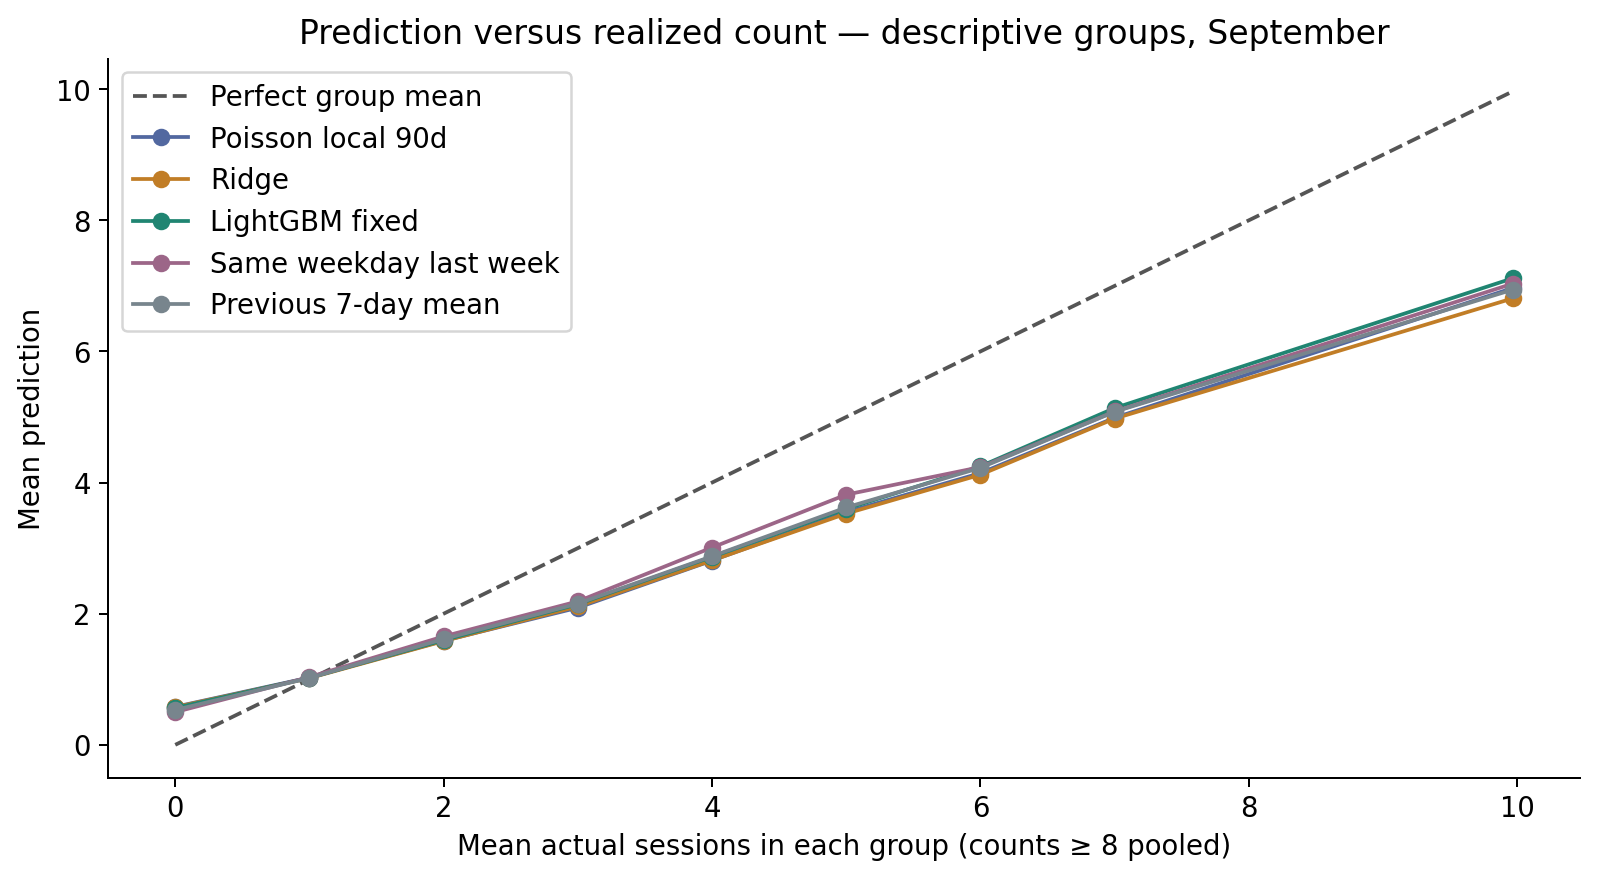 Prediction versus realized count — descriptive groups, September
Perfect group mean
Poisson local 90d
Ridge
LightGBM fixed
Same weekday last week
Previous 7-day mean
Mean prediction
10
8
6
4
2
0
0 2 4 6 8 10
Mean actual sessions in each group (counts ≥ 8 pooled)